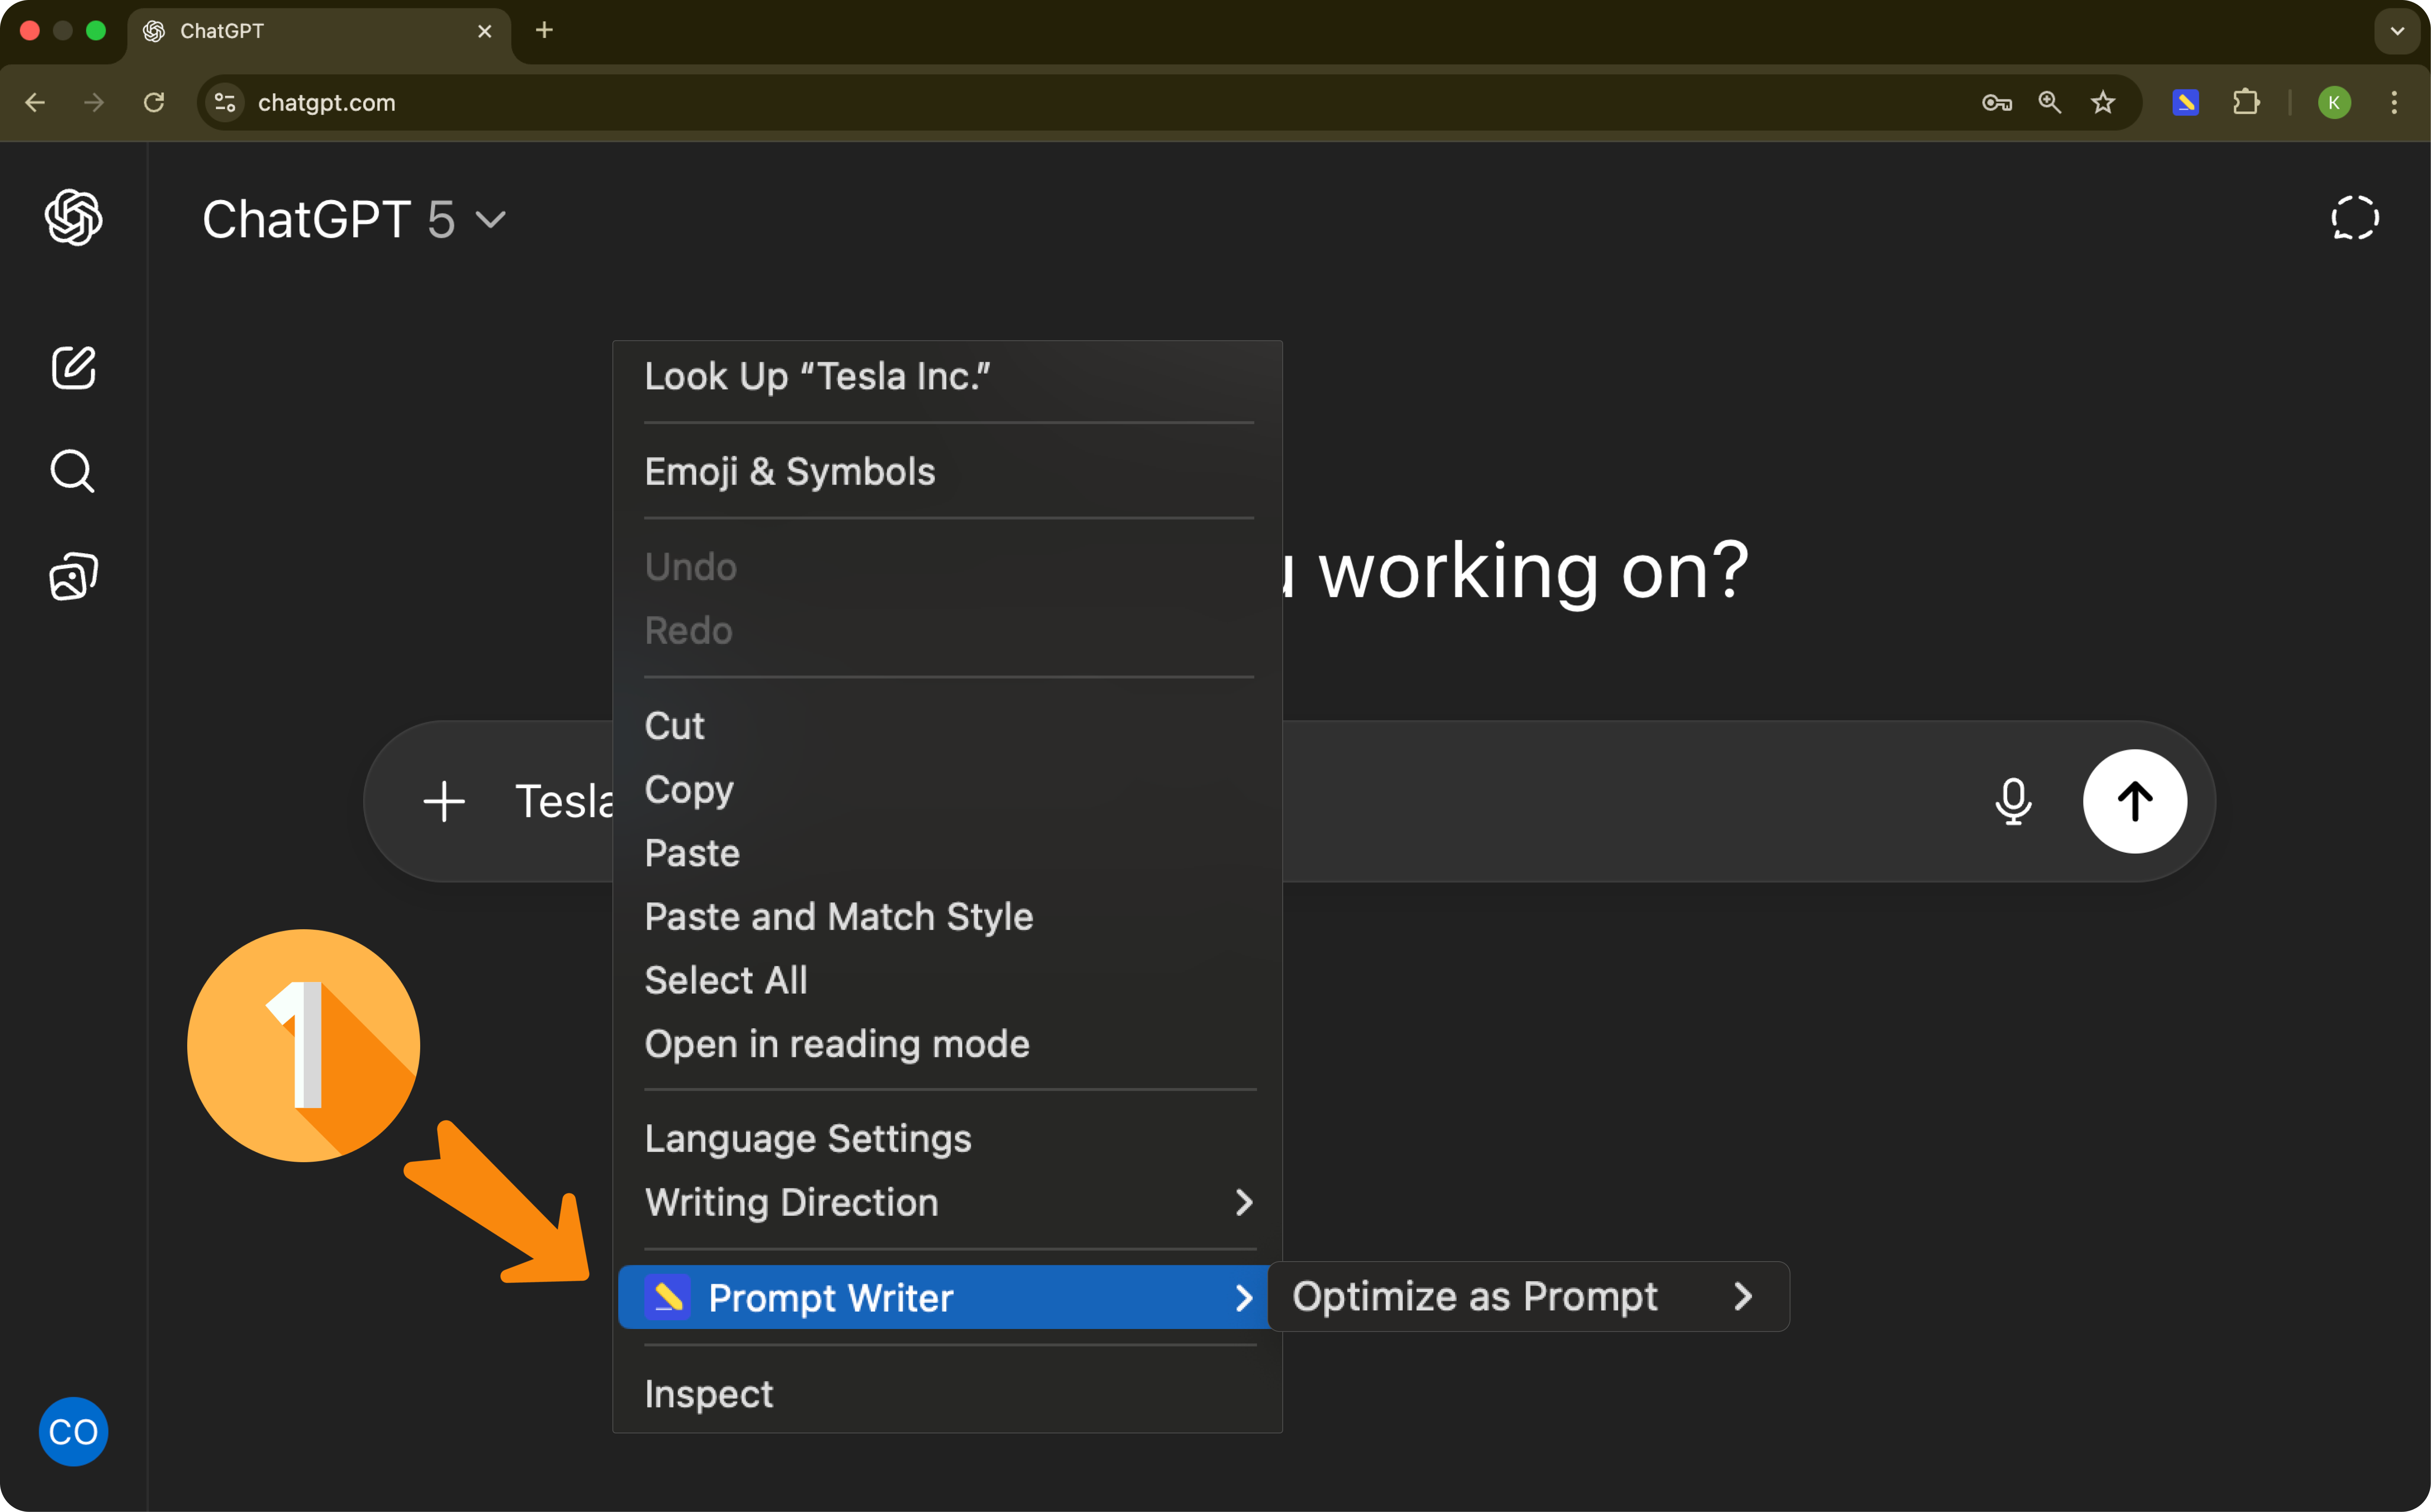 ChatGPT
chatgpt.com
K
ChatGPT 5
Look Up “Tesla Inc.”
Emoji & Symbols
Undo
Redo
working on?
Cut
Copy
Paste
Paste and Match Style
Select All
Open in reading mode
Language Settings
Writing Direction
Prompt Writer
Optimize as Prompt
Inspect
1
CO